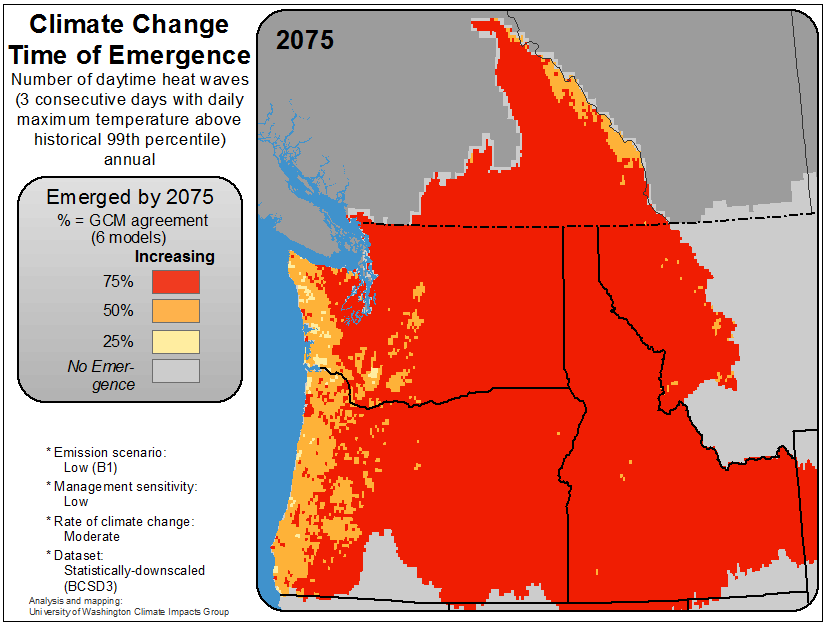 Climate Change
Time of Emergence
Number of daytime heat waves
(3 consecutive days with daily
maximum temperature above
historical 99th percentile)
annual
Emerged by 2075
% = GCM agreement
(6 models)
Increasing
75%
50%
25%
No Emer-
gence
* Emission scenario:
Low (B1)
* Management sensitivity:
Low
* Rate of climate change:
Moderate
* Dataset:
Statistically-downscaled
(BCSD3)
Analysis and mapping:
University of Washington Climate Impacts Group
2075